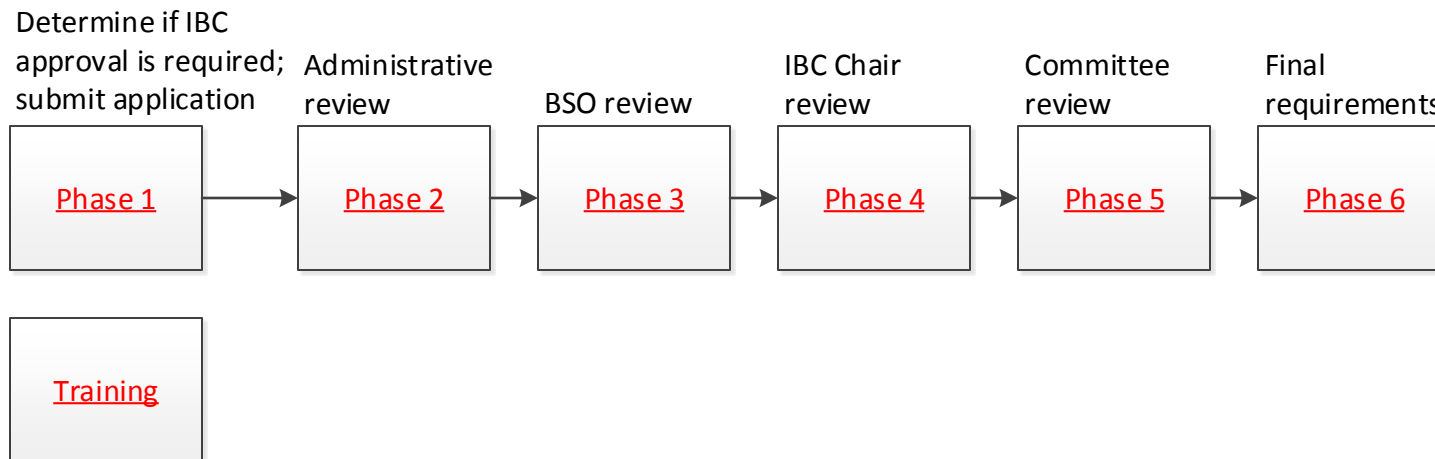 Determine if IBC
approval is required;
submit application
Administrative
review
BSO review
IBC Chair
review
Committee
review
Final
requirements
Phase 1
Phase 2
Phase 3
Phase 4
Phase 5
Phase 6
Training